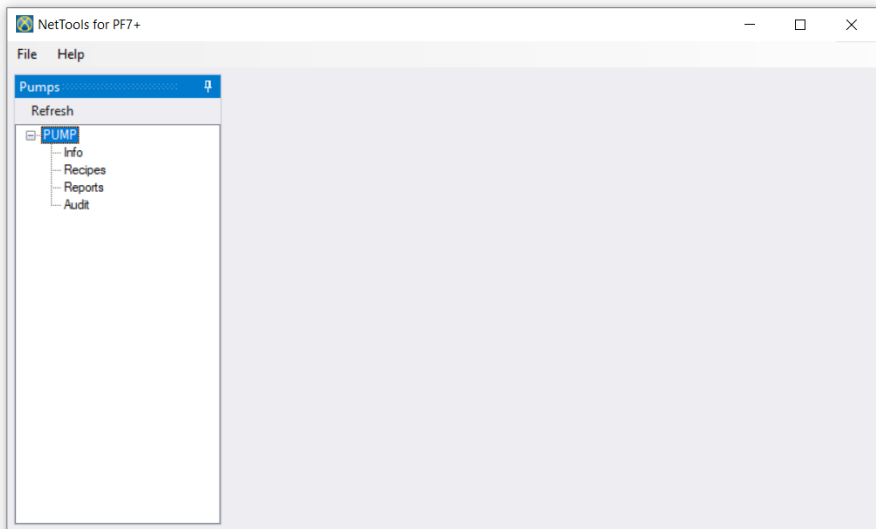 NetTools for PF7+
File Help
Pumps
Refresh
PUMP
Info
Recipes
Reports
Audit